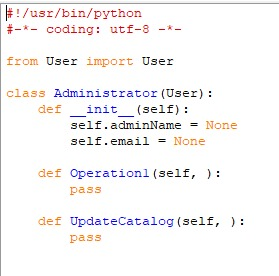 #!/usr/bin/python
#-*- coding: utf-8 -*-
from User import User
class Administrator(User):
    def __init__(self):
        self.adminName = None
        self.email = None
    def Operation1(self, ):
        pass
    def UpdateCatalog(self, ):
        pass